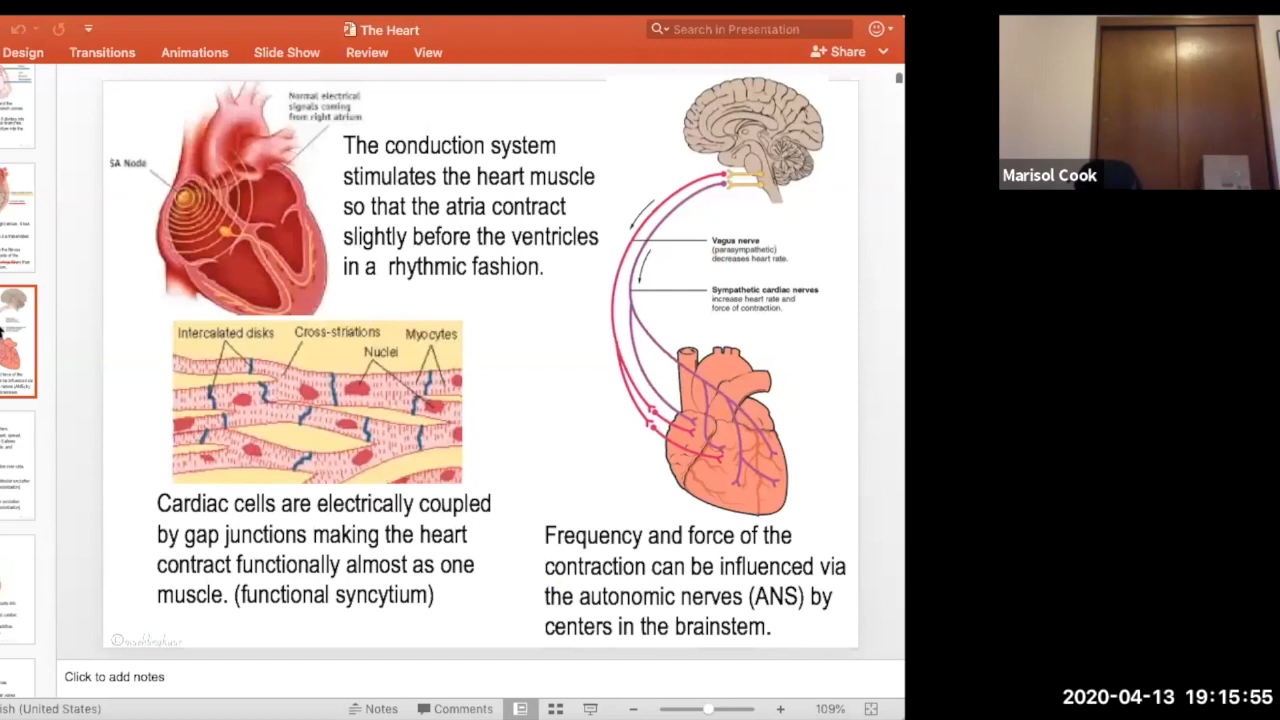 The Heart
Search in Presentation
Design
Transitions
Animations
Slide Show
Review
View
Share
Normal electrical
signals coming
from right atrium
SA Node
The conduction system
stimulates the heart muscle
so that the atria contract
slightly before the ventricles
in a rhythmic fashion.
Vagus nerve
(parasympathetic)
decreases heart rate.
Sympathetic cardiac nerves
increase heart rate and
force of contraction.
Intercalated disks
Cross-striations
Myocytes
Nuclei
Cardiac cells are electrically coupled
by gap junctions making the heart
contract functionally almost as one
muscle. (functional syncytium)
Frequency and force of the
contraction can be influenced via
the autonomic nerves (ANS) by
centers in the brainstem.
Click to add notes
ish (United States)
Notes
Comments
109%
Marisol Cook
2020-04-13 19:15:55